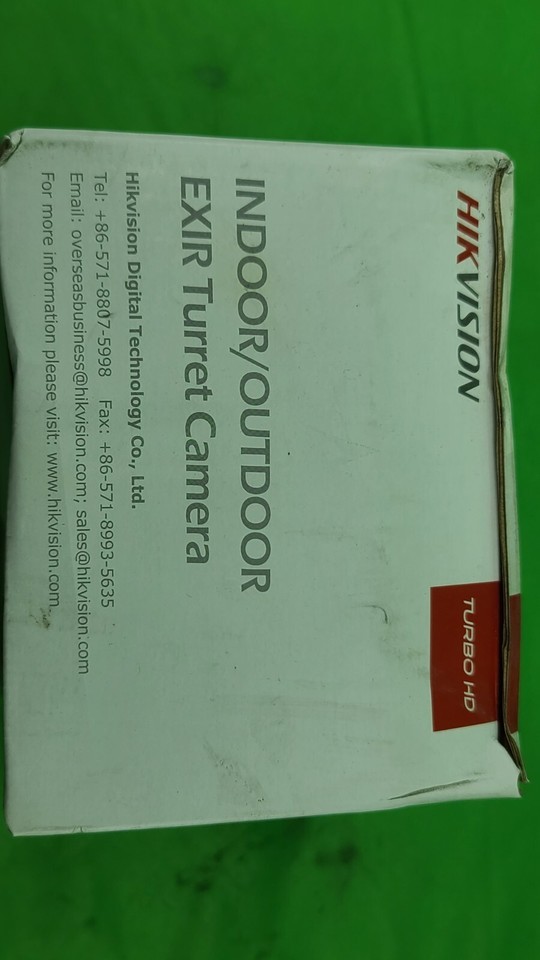 HIKVISION
TURBO HD
INDOOR/OUTDOOR
EXIR Turret Camera
Hikvision Digital Technology Co., Ltd.
Tel: +86-571-8807-5998 Fax: +86-571-8993-5635
Email: overseasbusiness@hikvision.com; sales@hikvision.com
For more information please visit: www.hikvision.com